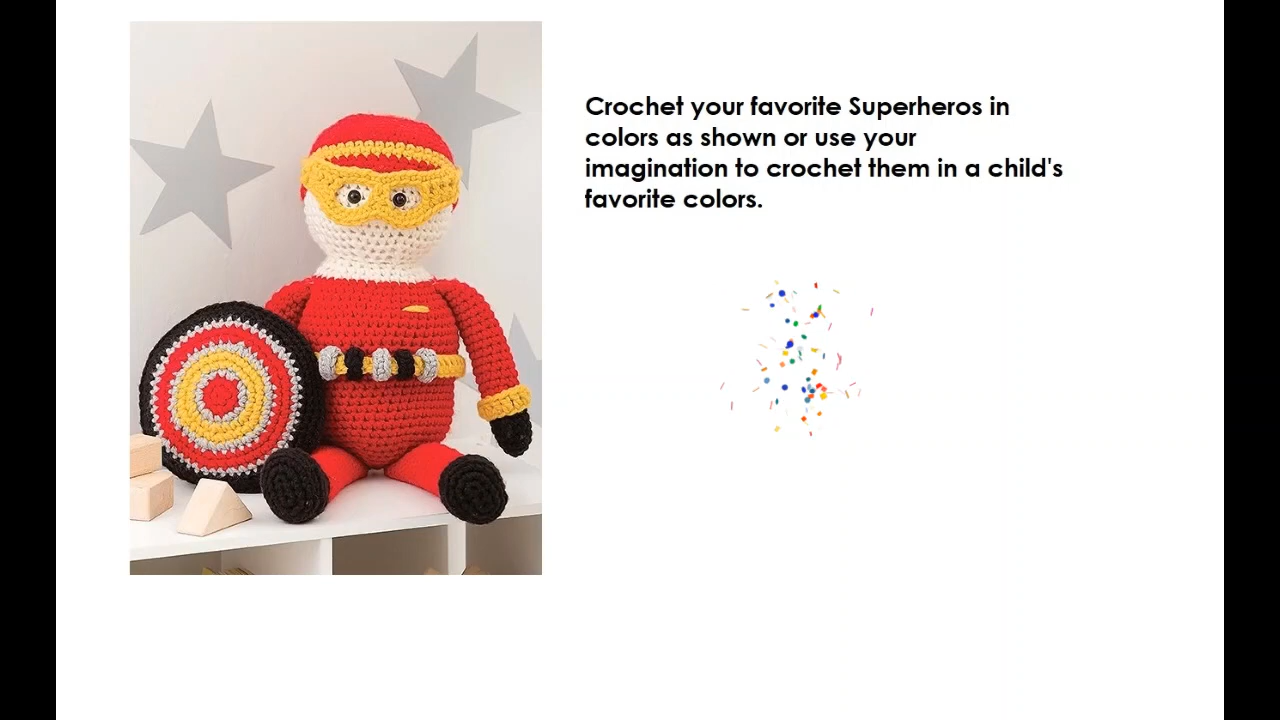 Crochet your favorite Superheros in
colors as shown or use your
imagination to crochet them in a child's
favorite colors.